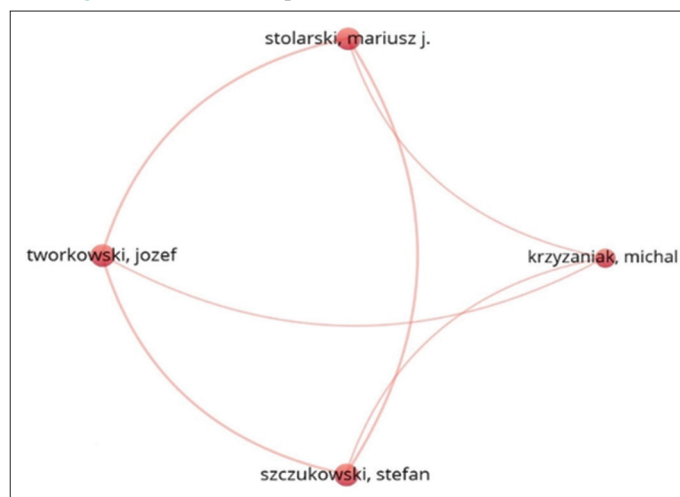 stolarski, mariusz j.
tworkowski, jozef
krzyzaniak, michal
szczukowski, stefan